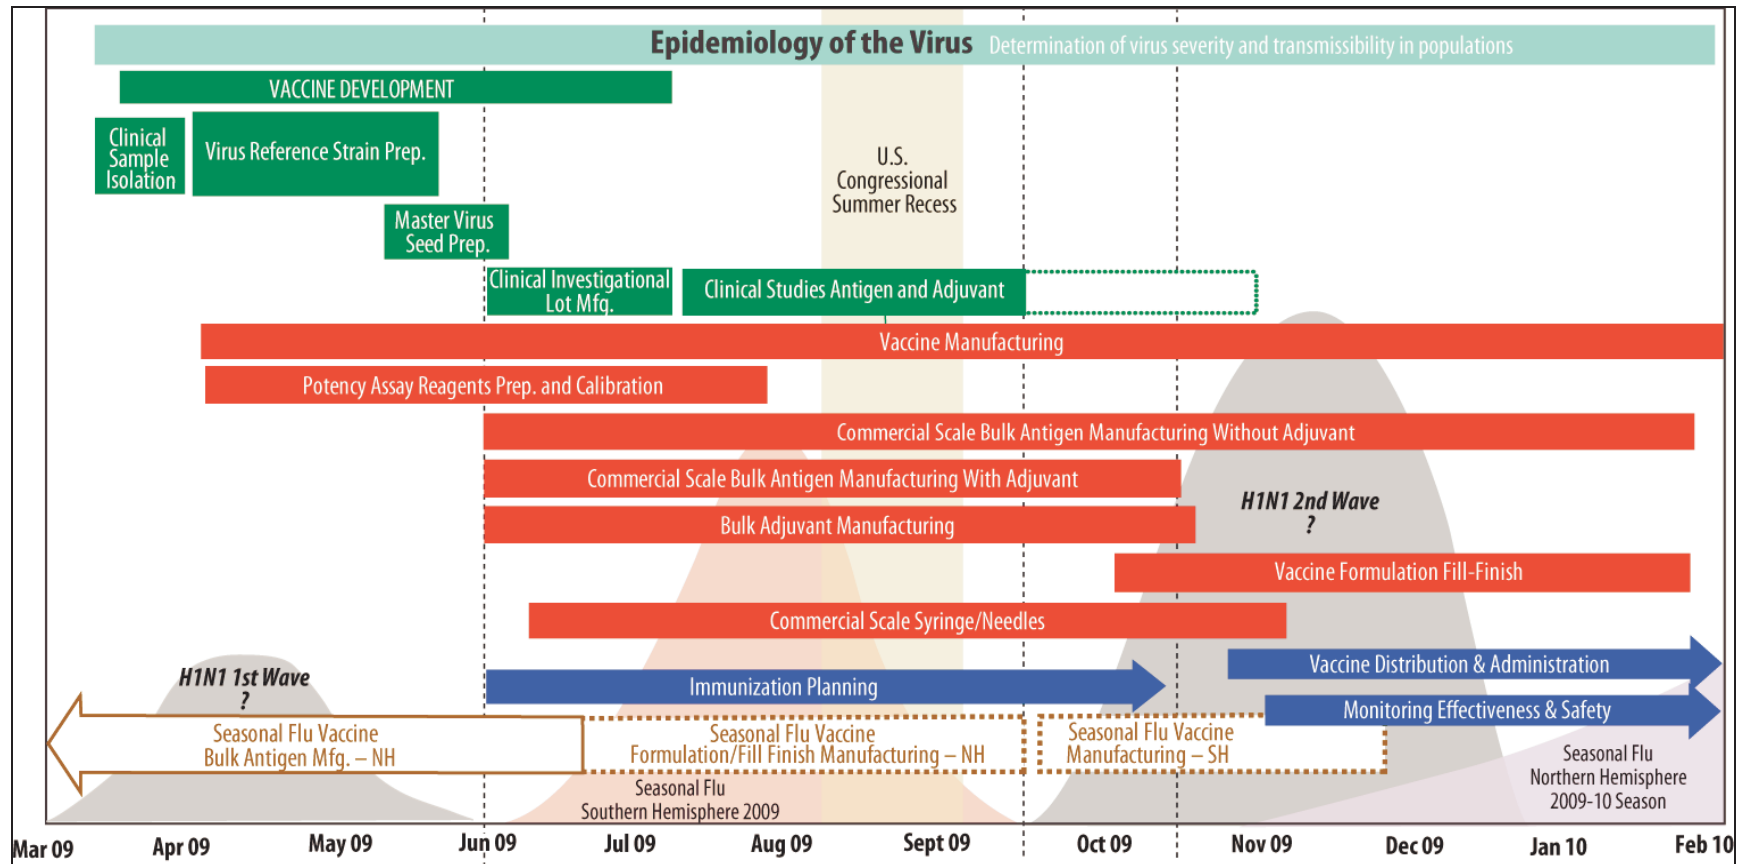 Epidemiology of the Virus Determination of virus severity and transmissibility in populations
VACCINE DEVELOPMENT
Clinical
Sample
Isolation
Virus Reference Strain Prep.
U.S.
Congressional
Summer Recess
Master Virus
Seed Prep.
Clinical Investigational
Lot Mfg.
Clinical Studies Antigen and Adjuvant
Vaccine Manufacturing
Potency Assay Reagents Prep. and Calibration
Commercial Scale Bulk Antigen Manufacturing Without Adjuvant
Commercial Scale Bulk Antigen Manufacturing With Adjuvant
H1N1 2nd Wave
?
Bulk Adjuvant Manufacturing
Vaccine Formulation Fill-Finish
Commercial Scale Syringe/Needles
Vaccine Distribution & Administration
H1N1 1st Wave
?
Immunization Planning
Monitoring Effectiveness & Safety
Seasonal Flu Vaccine
Bulk Antigen Mfg. – NH
Seasonal Flu Vaccine
Formulation/Fill Finish Manufacturing – NH
Seasonal Flu Vaccine
Manufacturing – SH
Seasonal Flu
Northern Hemisphere
2009-10 Season
Seasonal Flu
Southern Hemisphere 2009
Mar 09 Apr 09 May 09 Jun 09 Jul 09 Aug 09 Sept 09 Oct 09 Nov 09 Dec 09 Jan 10 Feb 10